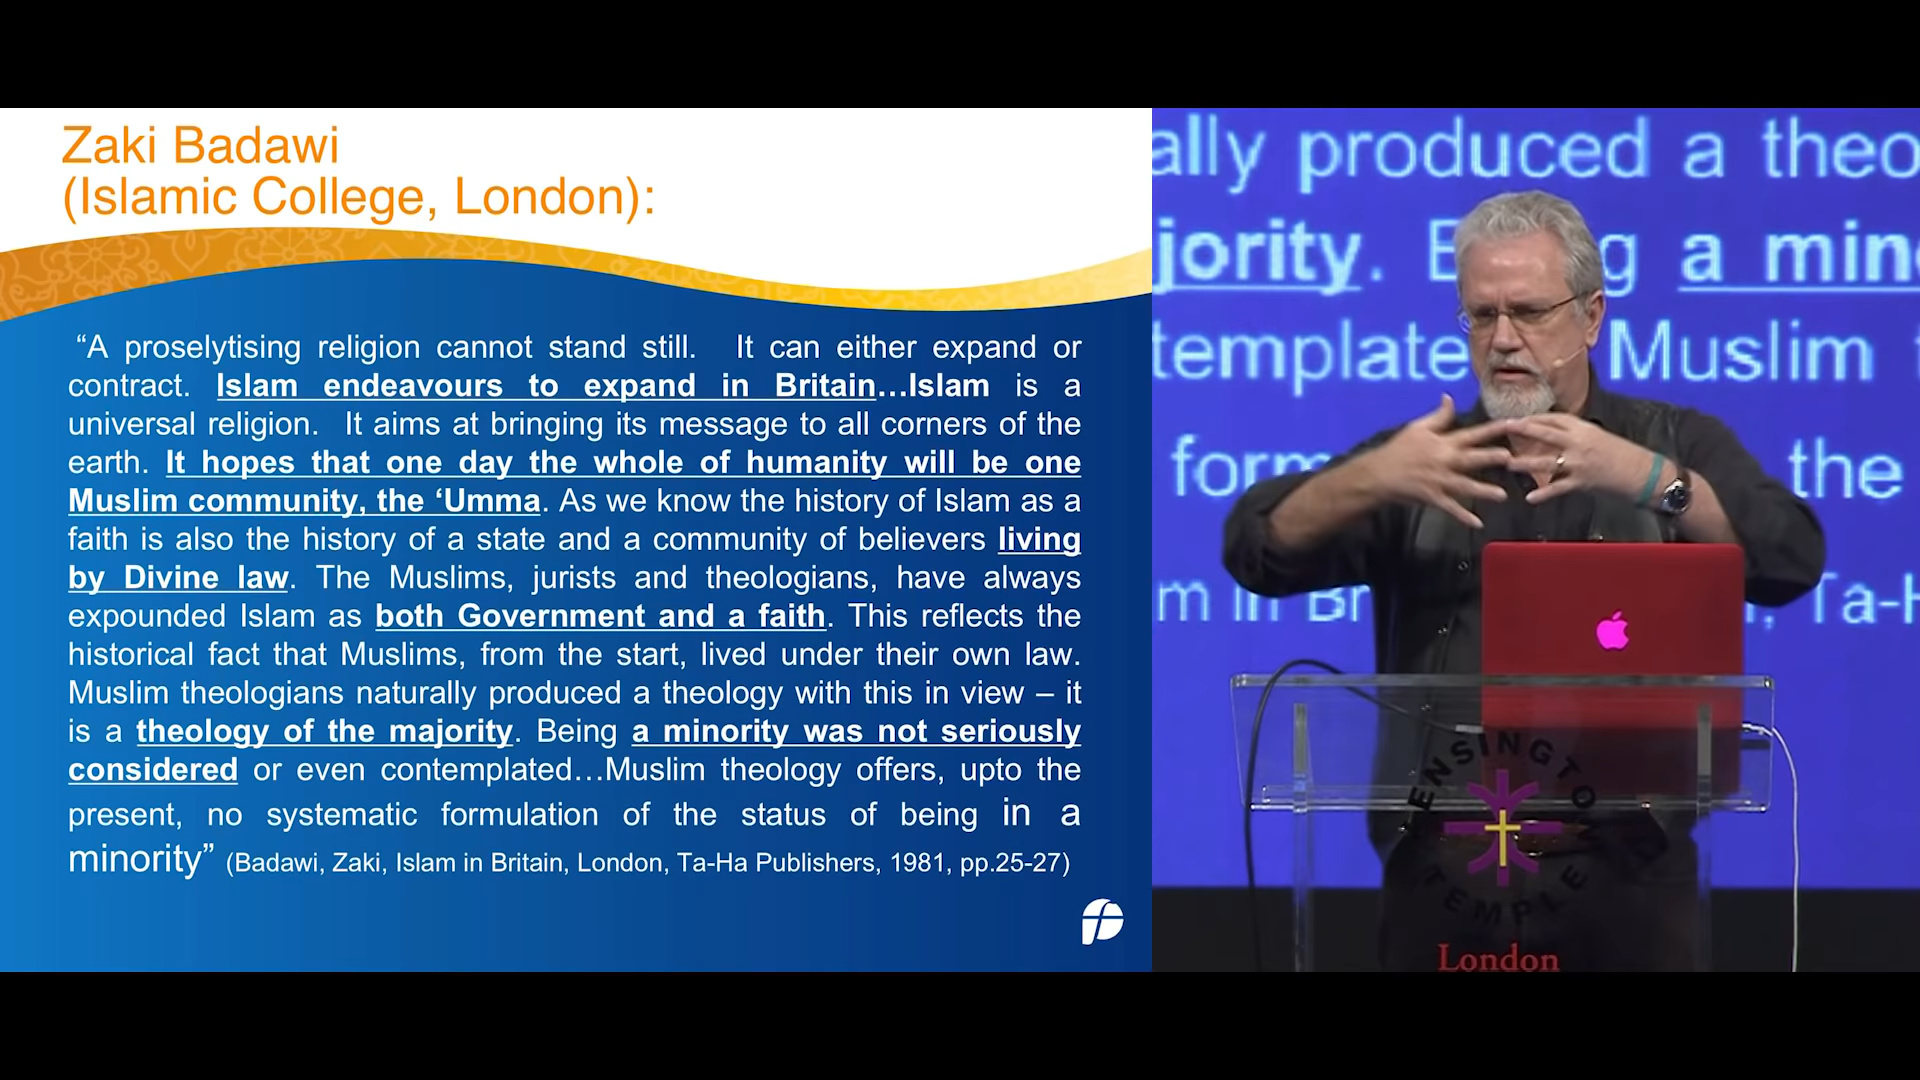 Zaki Badawi
(Islamic College, London):
“A proselytising religion cannot stand still. It can either expand or
contract. Islam endeavours to expand in Britain…Islam is a
universal religion. It aims at bringing its message to all corners of the
earth. It hopes that one day the whole of humanity will be one
Muslim community, the ‘Umma. As we know the history of Islam as a
faith is also the history of a state and a community of believers living
by Divine law. The Muslims, jurists and theologians, have always
expounded Islam as both Government and a faith. This reflects the
historical fact that Muslims, from the start, lived under their own law.
Muslim theologians naturally produced a theology with this in view – it
is a theology of the majority. Being a minority was not seriously
considered or even contemplated…Muslim theology offers, upto the
present, no systematic formulation of the status of being in a
minority” (Badawi, Zaki, Islam in Britain, London, Ta-Ha Publishers, 1981, pp.25-27)
ally produced a theo
jority. B g a mino
template Muslim t
form the
m in Br , Ta-H
KENSINGTON
TEMPLE
London